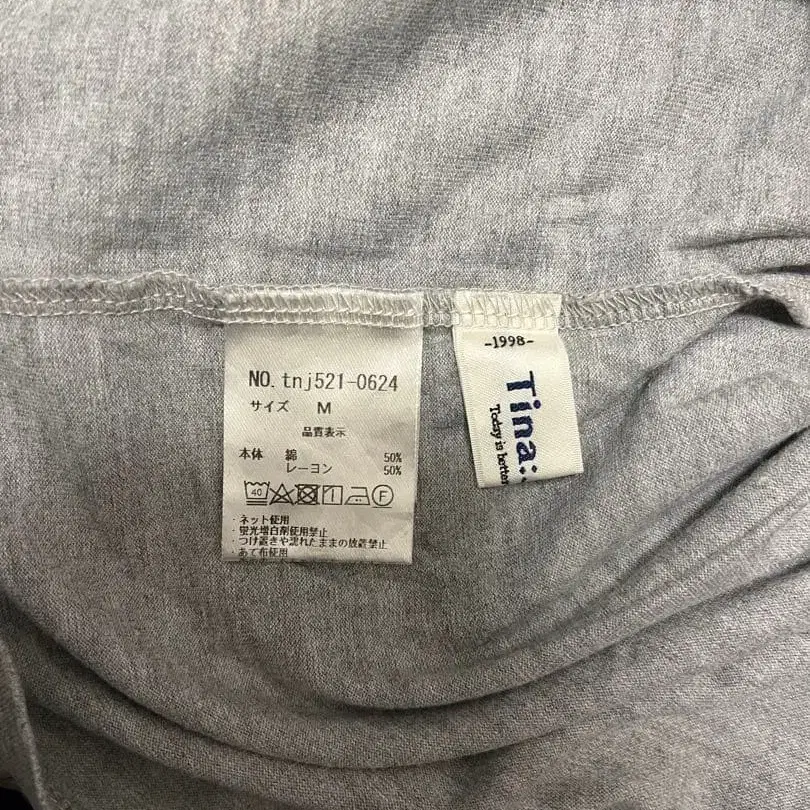 NO. tnj521-0624
サイズ M
品質表示
本体 綿 50%
レーヨン 50%
40 F
・ネット使用
・蛍光増白剤使用禁止
・つけ置きや濡れたままの放置禁止
・あて布使用
-1998-
Tina:
Today is better